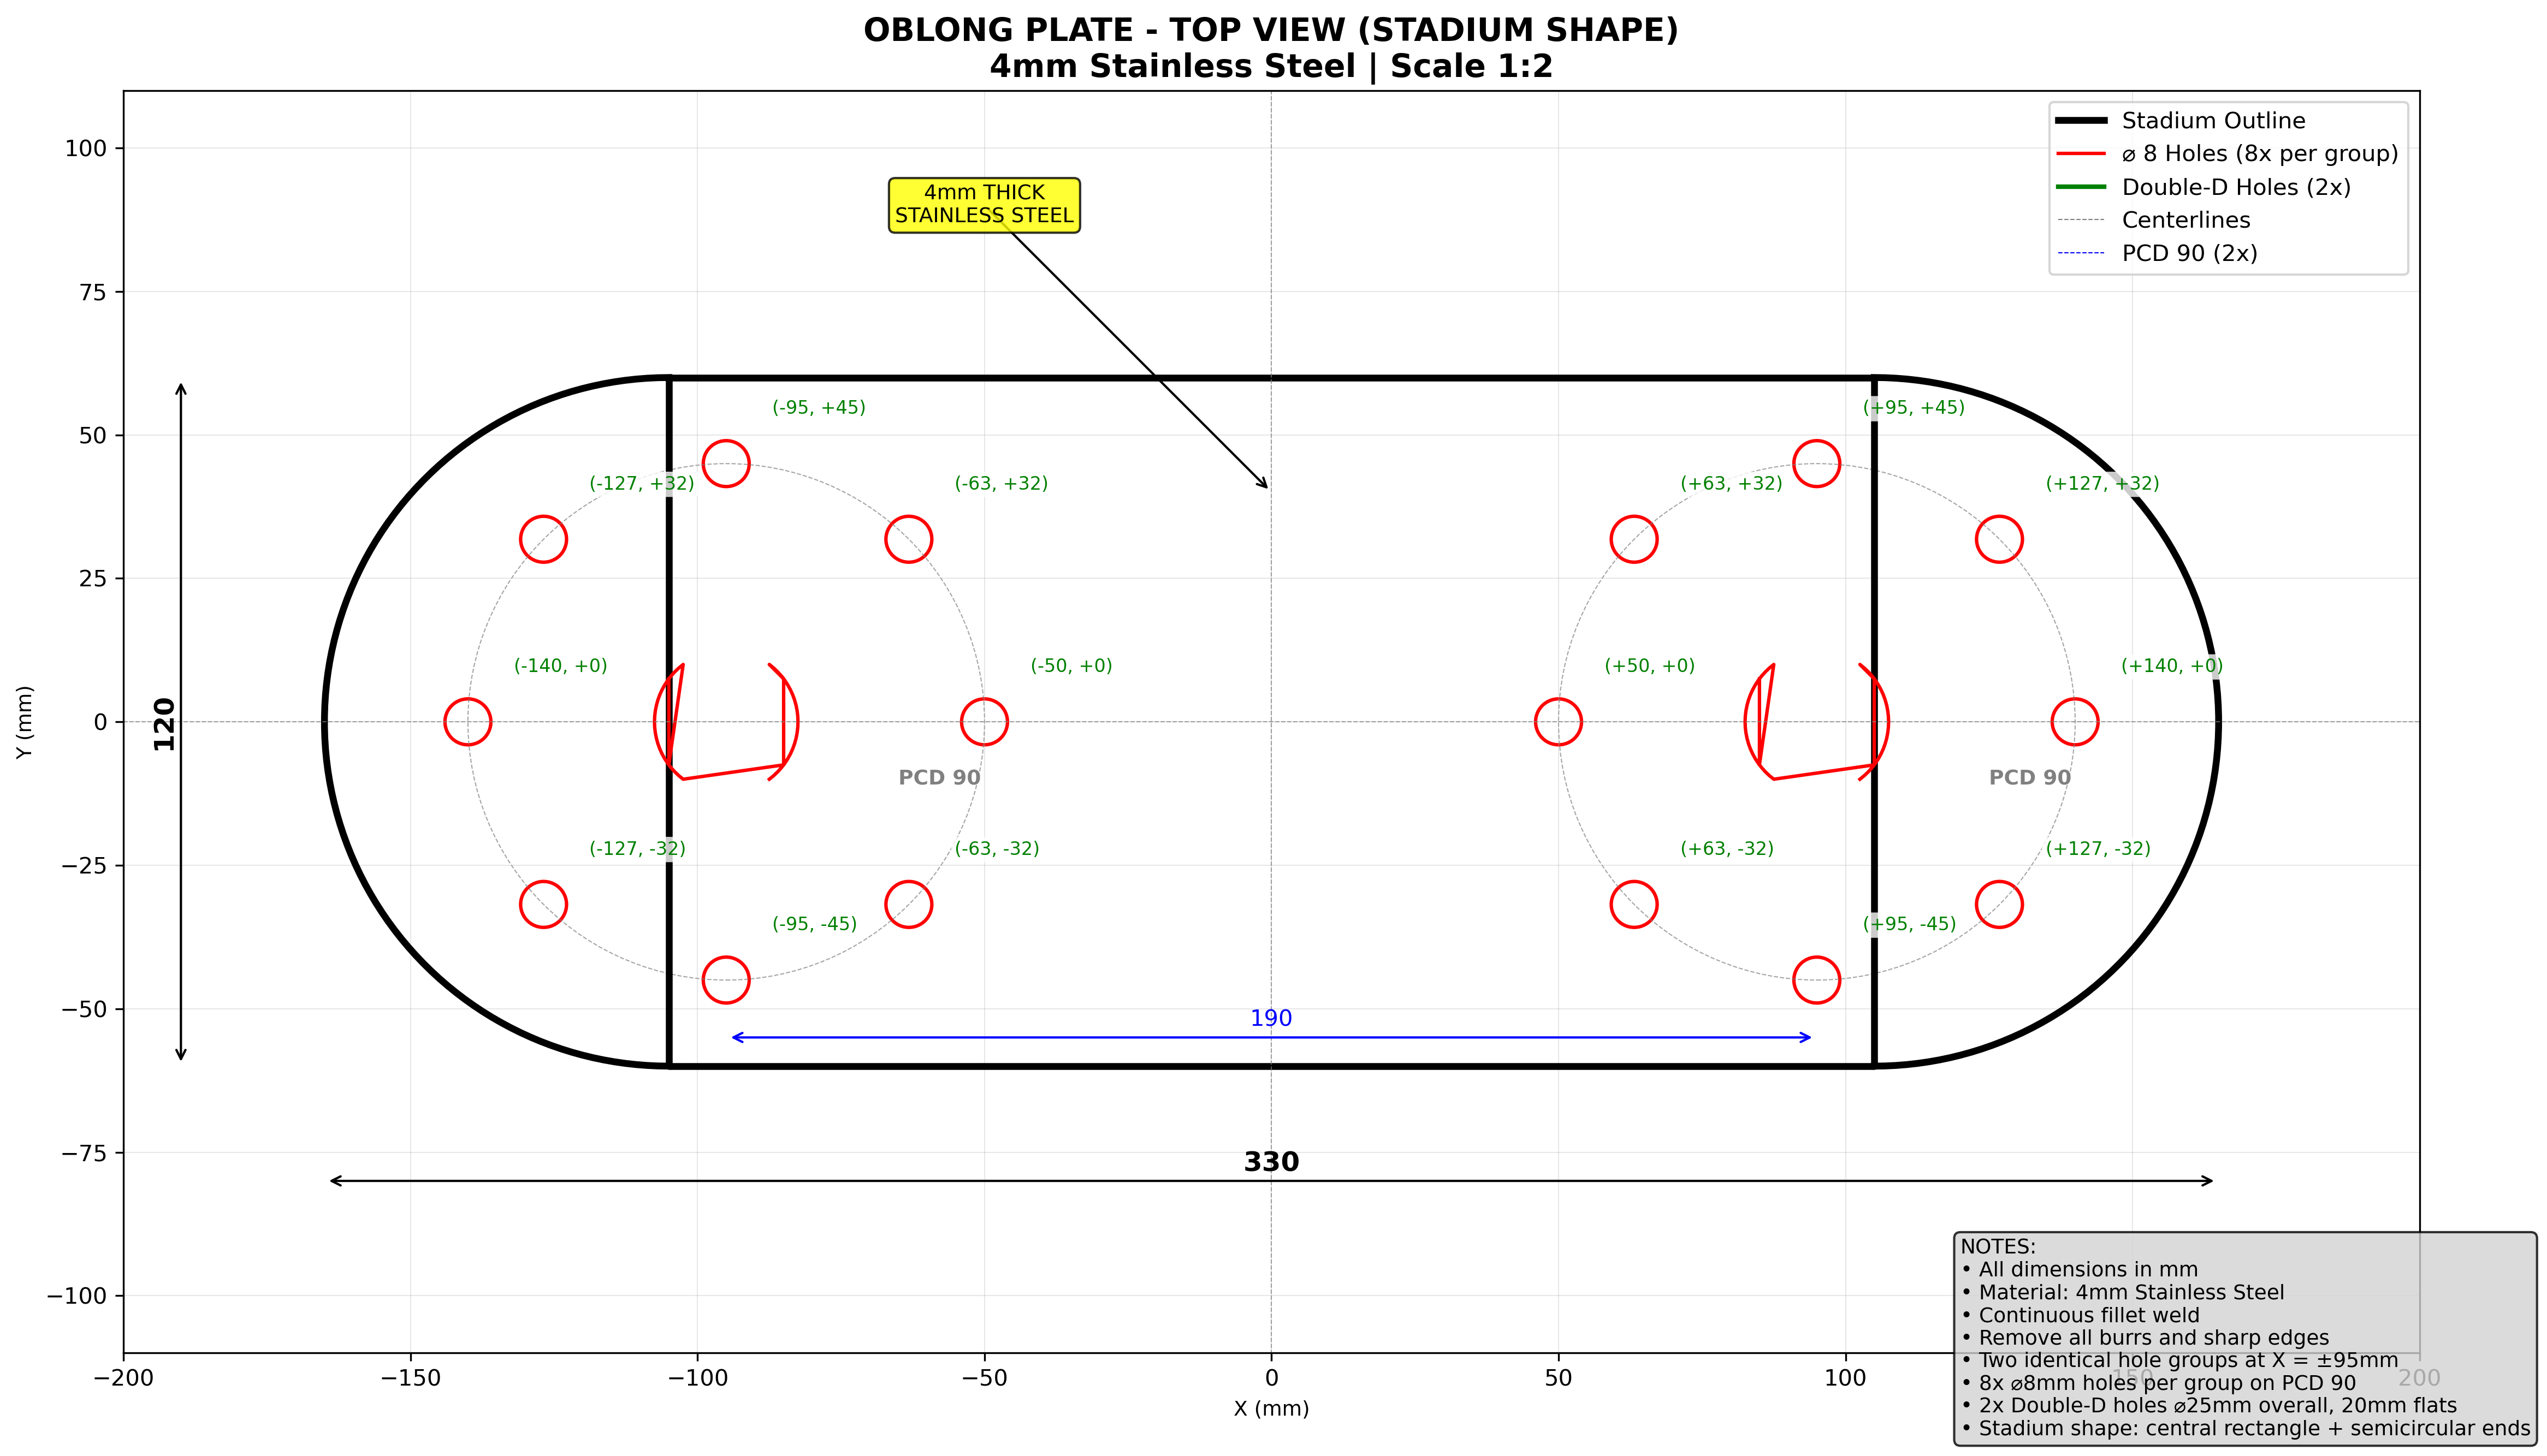 OBLONG PLATE - TOP VIEW (STADIUM SHAPE)
4mm Stainless Steel | Scale 1:2
Stadium Outline
⌀ 8 Holes (8x per group)
Double-D Holes (2x)
Centerlines
PCD 90 (2x)
4mm THICK
STAINLESS STEEL
100
75
50
25
0
−25
−50
−75
−100
Y (mm)
120
(-95, +45)
(+95, +45)
(-127, +32)
(-63, +32)
(+63, +32)
(+127, +32)
(-140, +0)
(-50, +0)
(+50, +0)
(+140, +0)
PCD 90
PCD 90
(-127, -32)
(-63, -32)
(+63, -32)
(+127, -32)
(-95, -45)
(+95, -45)
190
330
−200
−150
−100
−50
0
50
100
150
200
X (mm)
NOTES:
• All dimensions in mm
• Material: 4mm Stainless Steel
• Continuous fillet weld
• Remove all burrs and sharp edges
• Two identical hole groups at X = ±95mm
• 8x ⌀8mm holes per group on PCD 90
• 2x Double-D holes ⌀25mm overall, 20mm flats
• Stadium shape: central rectangle + semicircular ends